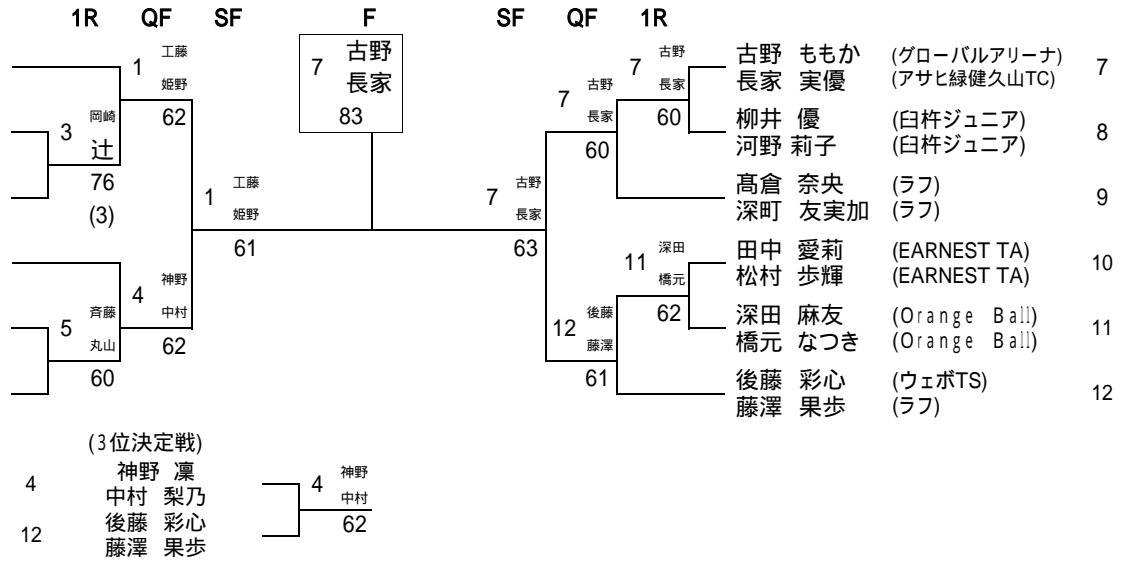 1R QF SF F SF QF 1R
1 工藤 姫野 62
3 岡崎 辻 76 (3)
1 工藤 姫野 61
4 神野 中村 62
5 斉藤 丸山 60
7 古野 長家 83
7 古野 長家 63
7 古野 長家 60
7 古野 長家 60
11 深田 橋元 62
12 後藤 藤澤 61
古野 ももか (グローバルアリーナ) 7
長家 実優 (アサヒ緑健久山TC)
柳井 優 (臼杵ジュニア) 8
河野 莉子 (臼杵ジュニア)
髙倉 奈央 (ラフ) 9
深町 友実加 (ラフ)
田中 愛莉 (EARNEST TA) 10
松村 歩輝 (EARNEST TA)
深田 麻友 (Orange Ball) 11
橋元 なつき (Orange Ball)
後藤 彩心 (ウェボTS) 12
藤澤 果歩 (ラフ)
(3位決定戦)
4 神野 凜
中村 梨乃
12 後藤 彩心
藤澤 果歩
4 神野 中村 62